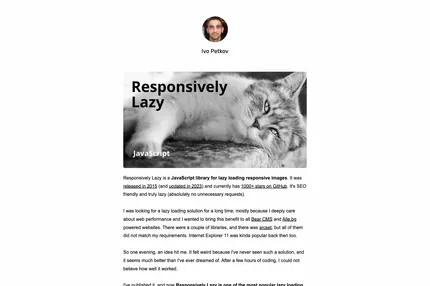 Ivo Petkov
Responsively
Lazy
JavaScript
Responsively Lazy is a JavaScript library for lazy loading responsive images. It was
released in 2015 (and updated in 2023) and currently has 1000+ stars on GitHub. It's SEO
friendly and truly lazy (absolutely no unnecessary requests).
I was looking for a lazy loading solution for a long time, mostly because I deeply care
about web performance and I wanted to bring this benefit to all Bear CMS and
powered websites. There were a couple of libraries, and there was srcset, but all of them
did not match my requirements. Internet Explorer 11 was kinda popular back then too.
So one evening, an idea hit me. It felt weird because I've never seen such a solution, and
it seems much better than I've ever dreamed of. After a few hours of coding, I could not
believe how well it worked.
I've published it, and now Responsively Lazy is one of the most popular lazy loading